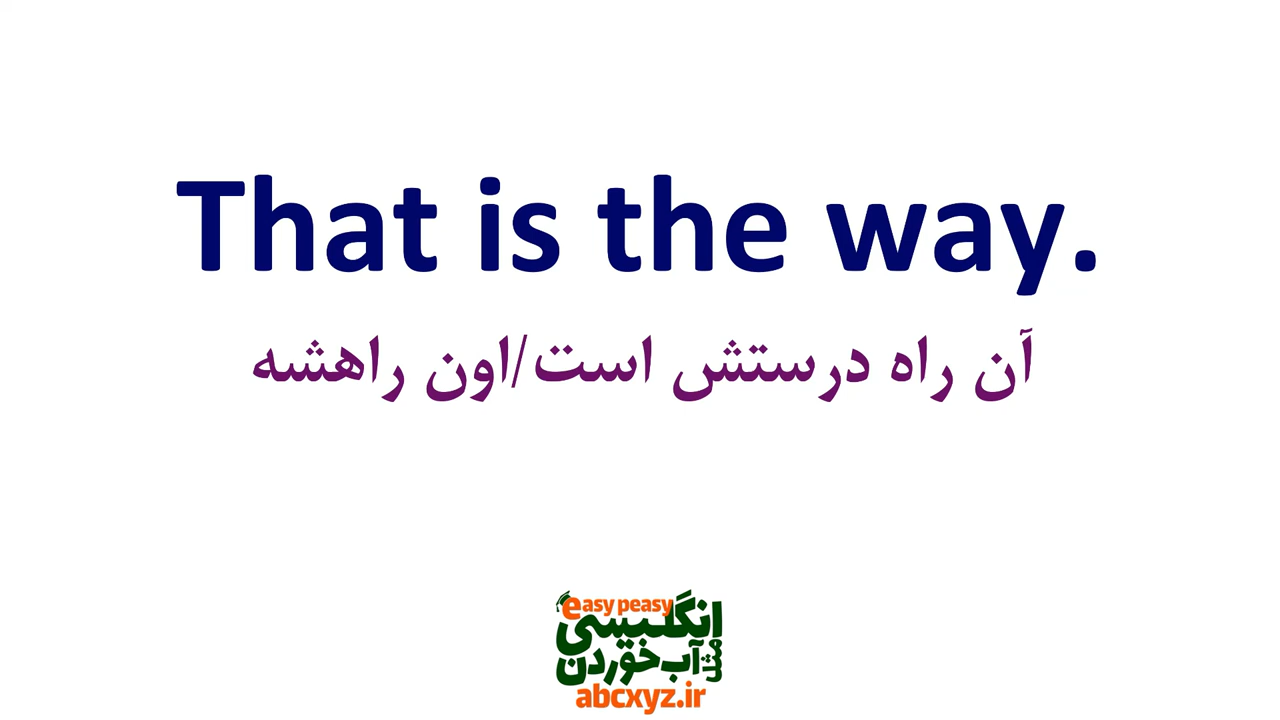 That is the way.
آن راه درستش است/اون راهشه
easy peasy
انگلیسی
مثل آب خوردن
abcxyz.ir